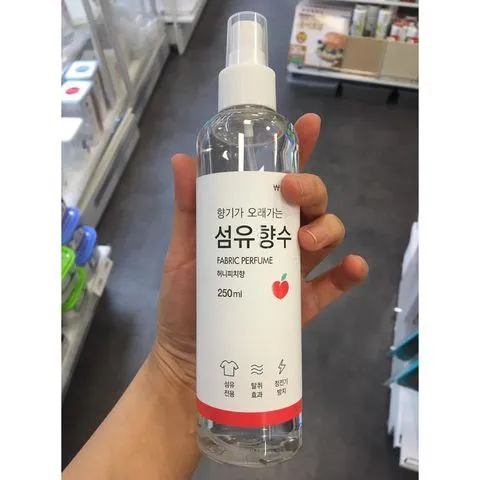 향기가 오래가는
섬유 향수
FABRIC PERFUME
허니피치향
250ml
섬유 탈취 정전기
전용 효과 방지